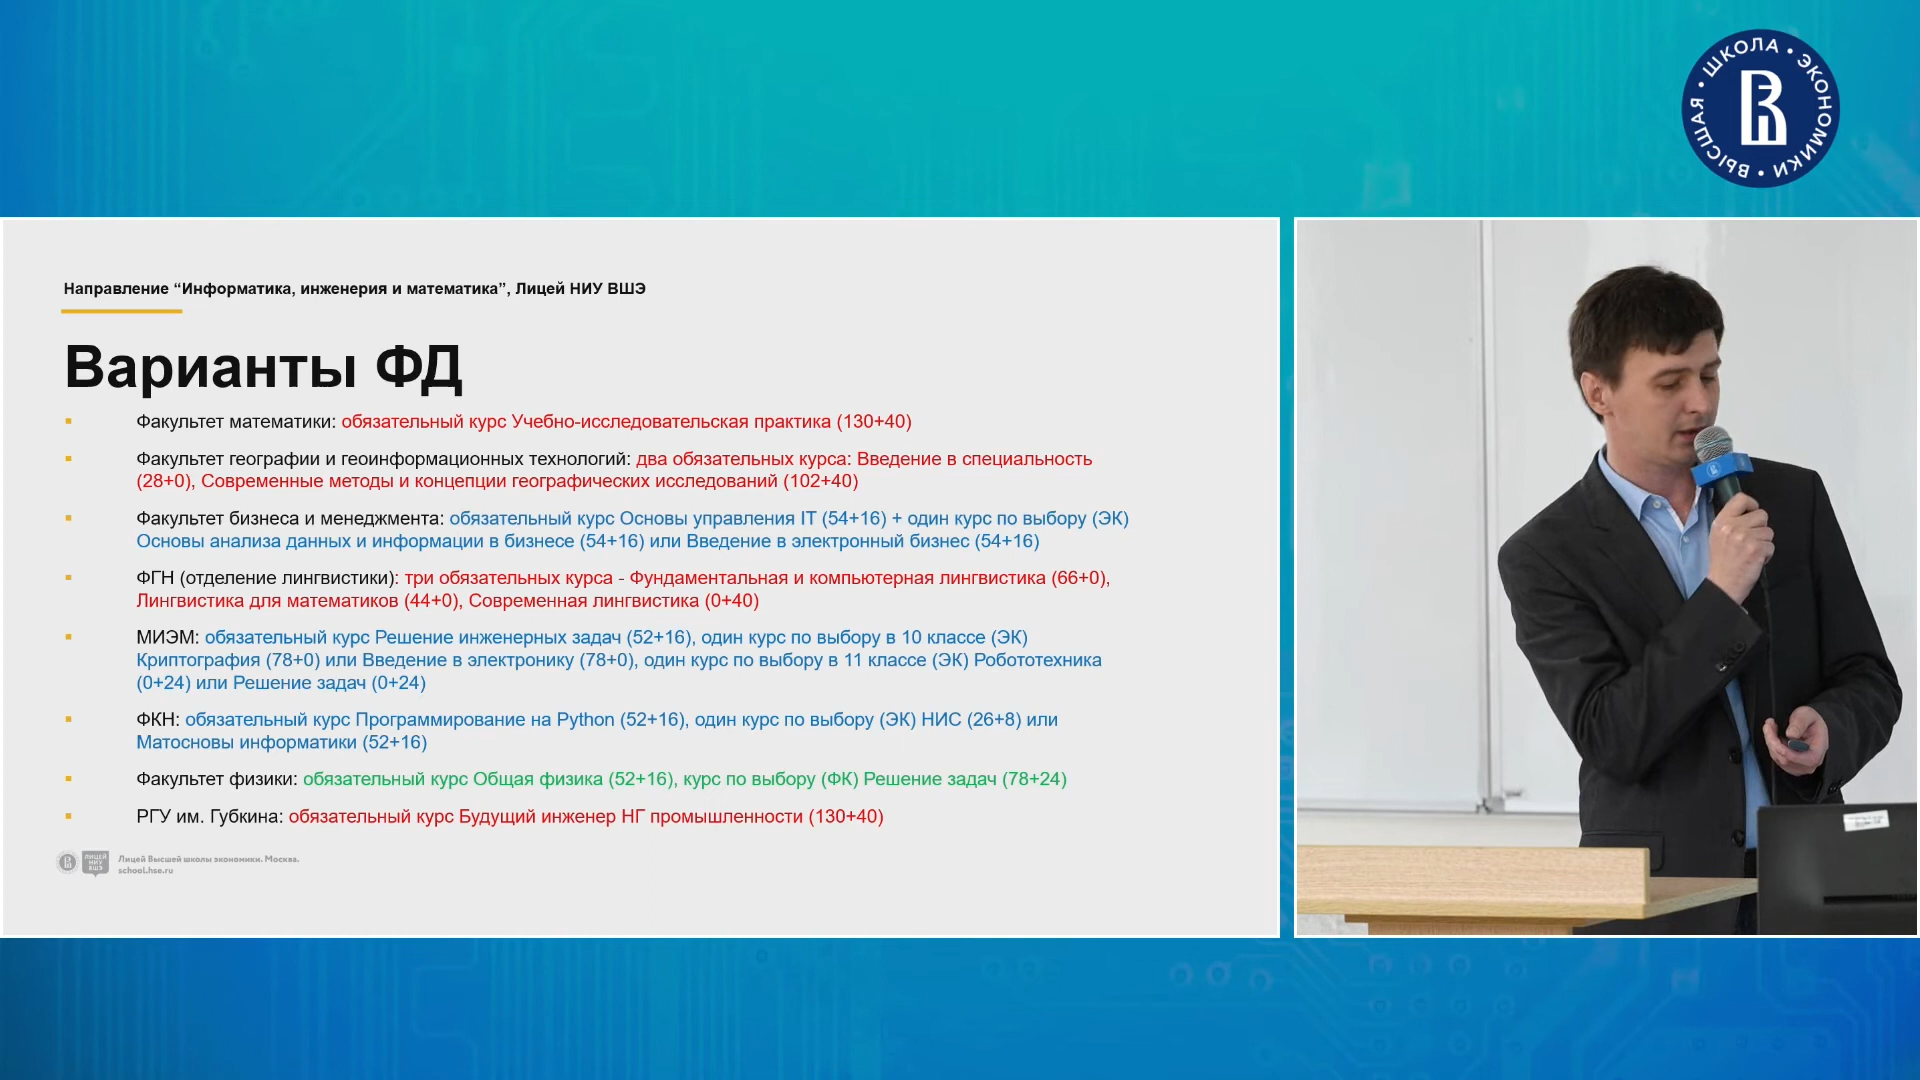 ВЫСШАЯ • ШКОЛА • ЭКОНОМИКИ •
Направление “Информатика, инженерия и математика”, Лицей НИУ ВШЭ
Варианты ФД
Факультет математики: обязательный курс Учебно-исследовательская практика (130+40)
Факультет географии и геоинформационных технологий: два обязательных курса: Введение в специальность
(28+0), Современные методы и концепции географических исследований (102+40)
Факультет бизнеса и менеджмента: обязательный курс Основы управления IT (54+16) + один курс по выбору (ЭК)
Основы анализа данных и информации в бизнесе (54+16) или Введение в электронный бизнес (54+16)
ФГН (отделение лингвистики): три обязательных курса - Фундаментальная и компьютерная лингвистика (66+0),
Лингвистика для математиков (44+0), Современная лингвистика (0+40)
МИЭМ: обязательный курс Решение инженерных задач (52+16), один курс по выбору в 10 классе (ЭК)
Криптография (78+0) или Введение в электронику (78+0), один курс по выбору в 11 классе (ЭК) Робототехника
(0+24) или Решение задач (0+24)
ФКН: обязательный курс Программирование на Python (52+16), один курс по выбору (ЭК) НИС (26+8) или
Матосновы информатики (52+16)
Факультет физики: обязательный курс Общая физика (52+16), курс по выбору (ФК) Решение задач (78+24)
РГУ им. Губкина: обязательный курс Будущий инженер НГ промышленности (130+40)
ЛИЦЕЙ
НИУ
ВШЭ
Лицей Высшей школы экономики. Москва.
school.hse.ru